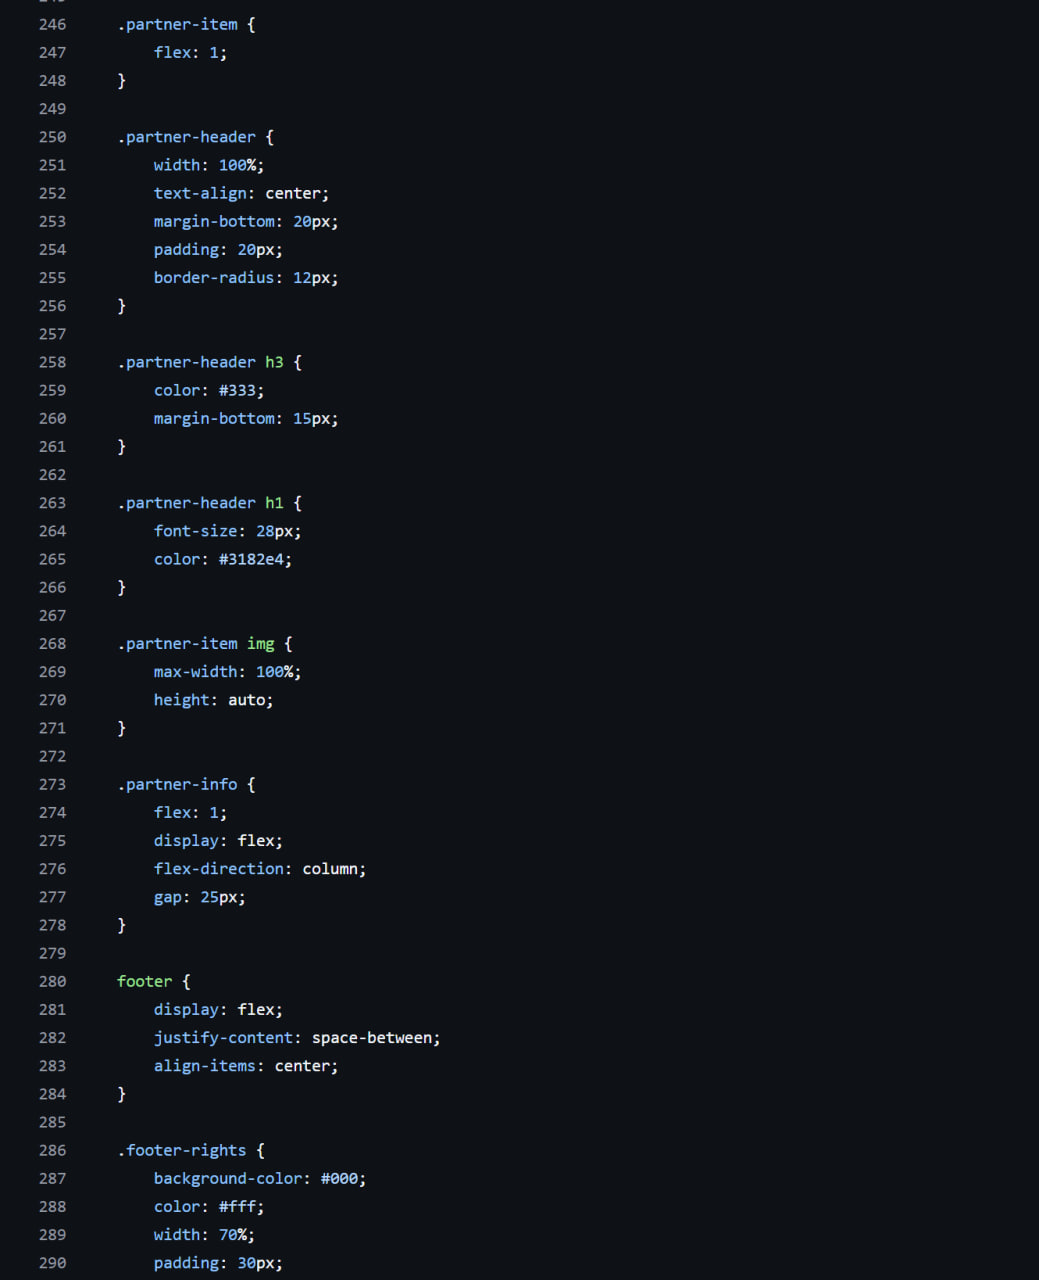 246 .partner-item {
247 flex: 1;
248 }
249
250 .partner-header {
251 width: 100%;
252 text-align: center;
253 margin-bottom: 20px;
254 padding: 20px;
255 border-radius: 12px;
256 }
257
258 .partner-header h3 {
259 color: #333;
260 margin-bottom: 15px;
261 }
262
263 .partner-header h1 {
264 font-size: 28px;
265 color: #3182e4;
266 }
267
268 .partner-item img {
269 max-width: 100%;
270 height: auto;
271 }
272
273 .partner-info {
274 flex: 1;
275 display: flex;
276 flex-direction: column;
277 gap: 25px;
278 }
279
280 footer {
281 display: flex;
282 justify-content: space-between;
283 align-items: center;
284 }
285
286 .footer-rights {
287 background-color: #000;
288 color: #fff;
289 width: 70%;
290 padding: 30px;